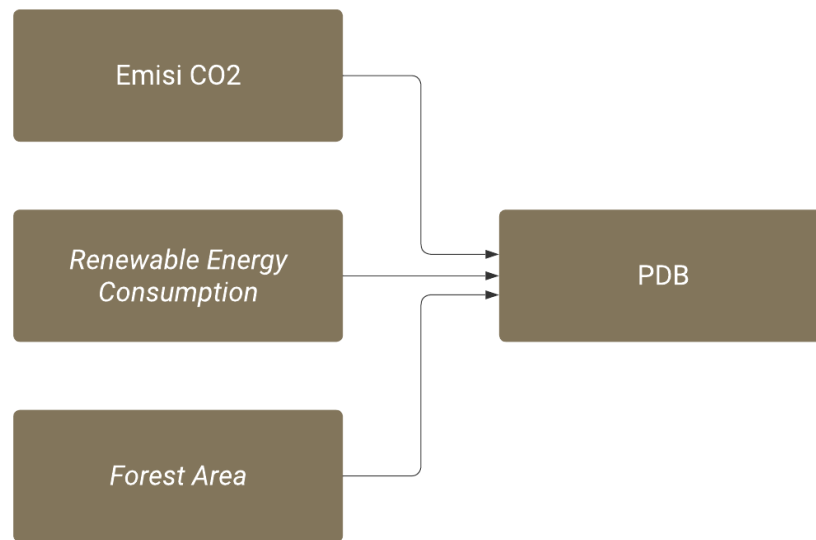 Emisi CO2
Renewable Energy
Consumption
PDB
Forest Area